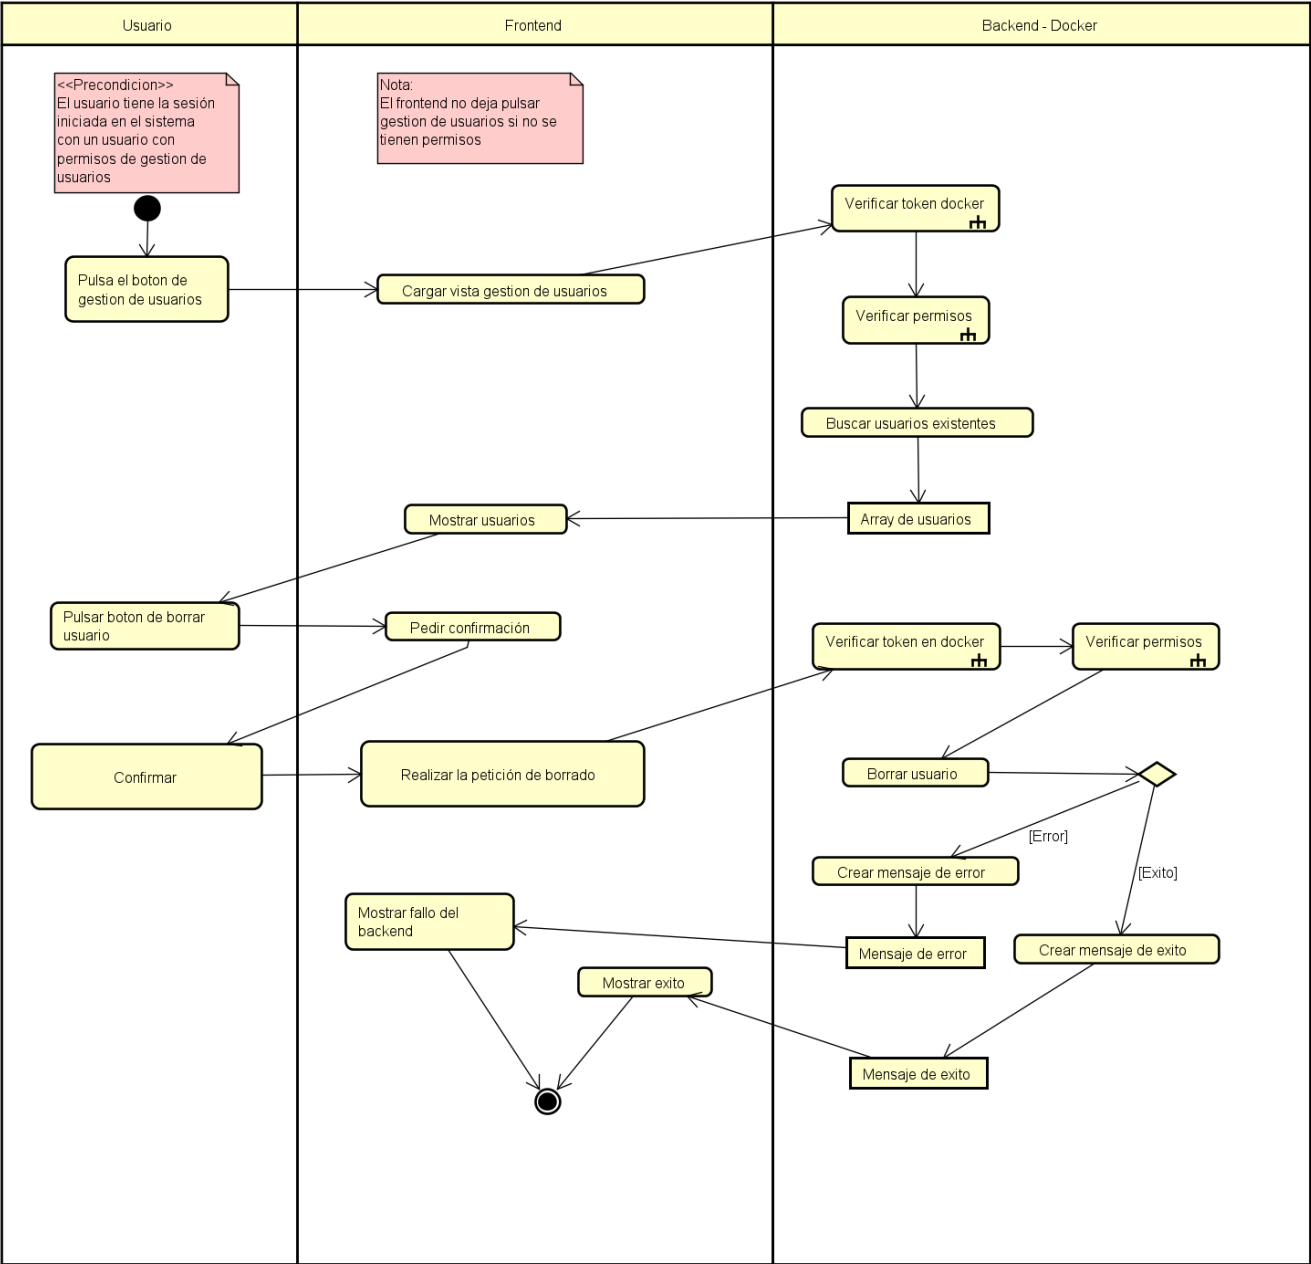 Usuario
Frontend
Backend - Docker
<<Precondicion>>
El usuario tiene la sesión
iniciada en el sistema
con un usuario con
permisos de gestion de
usuarios
Nota:
El frontend no deja pulsar
gestion de usuarios si no se
tienen permisos
Verificar token docker
Pulsa el boton de
gestion de usuarios
Cargar vista gestion de usuarios
Verificar permisos
Buscar usuarios existentes
Mostrar usuarios
Array de usuarios
Pulsar boton de borrar
usuario
Pedir confirmación
Verificar token en docker
Verificar permisos
Confirmar
Realizar la petición de borrado
Borrar usuario
[Error]
[Exito]
Crear mensaje de error
Mostrar fallo del
backend
Mensaje de error
Crear mensaje de exito
Mostrar exito
Mensaje de exito